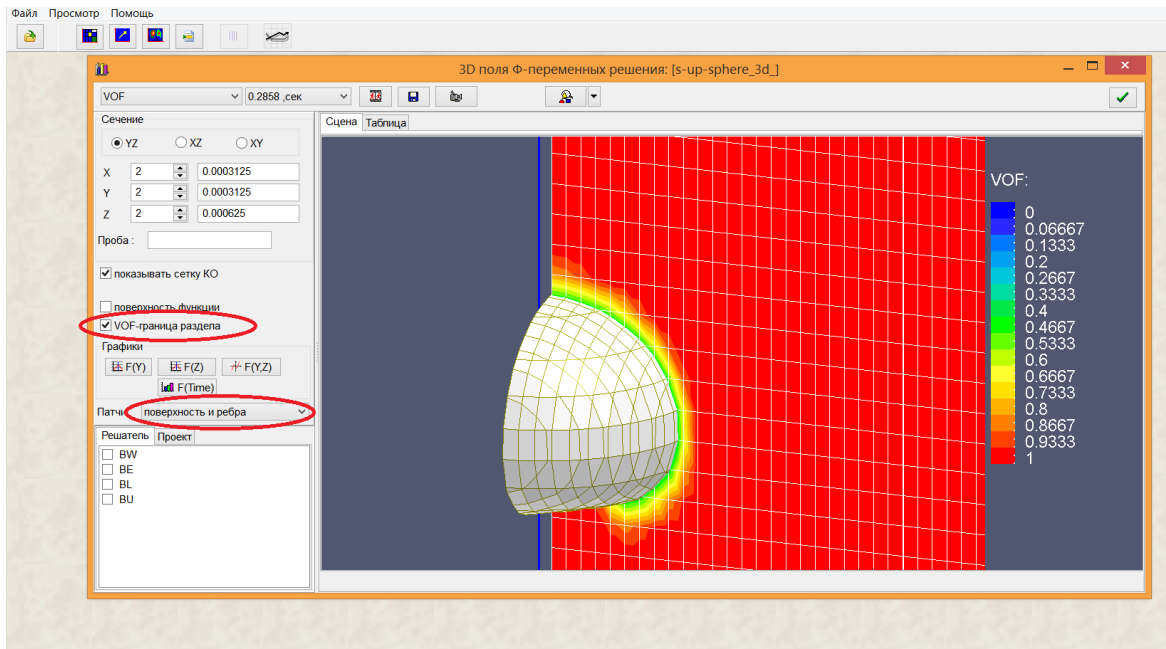 Файл Просмотр Помощь
3D поля Ф-переменных решения: [s-up-sphere_3d_]
VOF 0.2858 ,сек
Сечение
YZ XZ XY
X 2 0.0003125
Y 2 0.0003125
Z 2 0.000625
Проба :
показывать сетку КО
поверхность функции
VOF-граница раздела
Графики
F(Y) F(Z) F(Y,Z)
F(Time)
Патчи поверхность и ребра
Решатель Проект
BW
BE
BL
BU
Сцена Таблица
VOF:
0
0.06667
0.1333
0.2
0.2667
0.3333
0.4
0.4667
0.5333
0.6
0.6667
0.7333
0.8
0.8667
0.9333
1